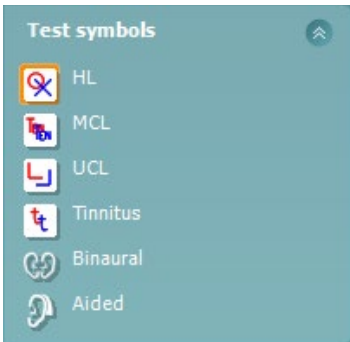 Test symbols
HL
MCL
UCL
Tinnitus
Binaural
Aided